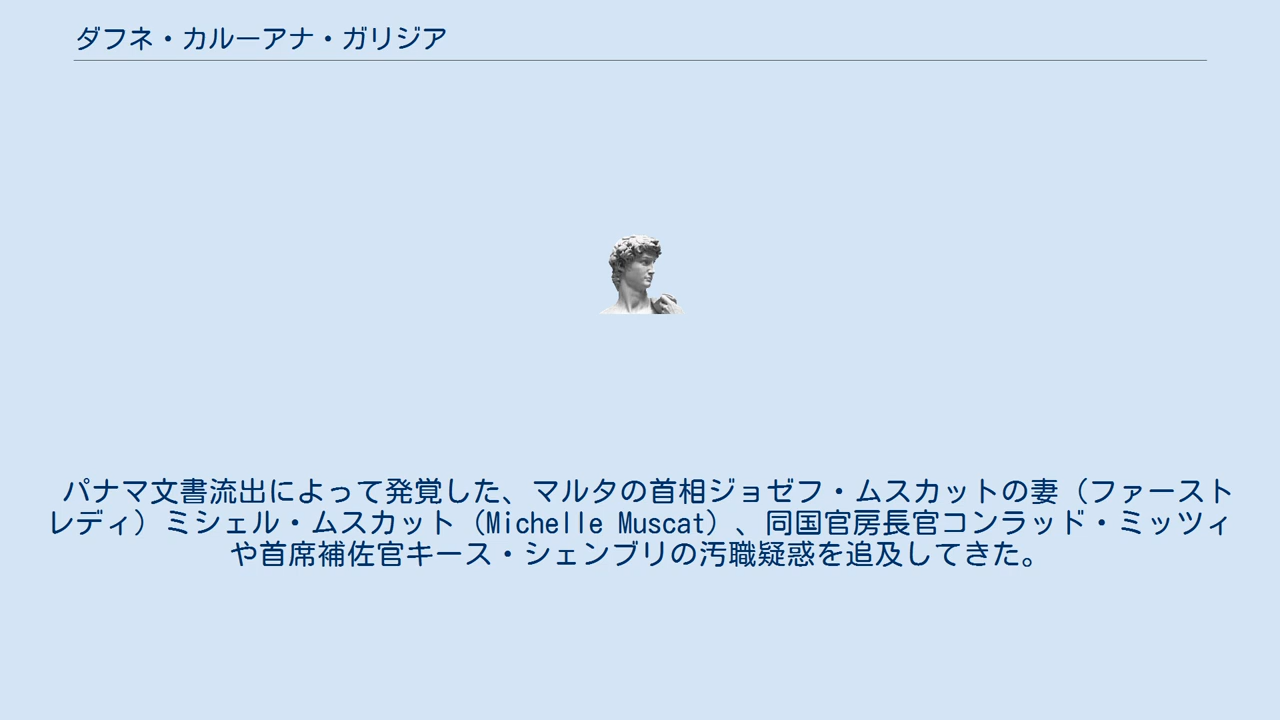 ダフネ・カルーアナ・ガリジア
パナマ文書流出によって発覚した、マルタの首相ジョゼフ・ムスカットの妻（ファースト
レディ）ミシェル・ムスカット（Michelle Muscat）、同国官房長官コンラッド・ミッツィ
や首席補佐官キース・シェンブリの汚職疑惑を追及してきた。